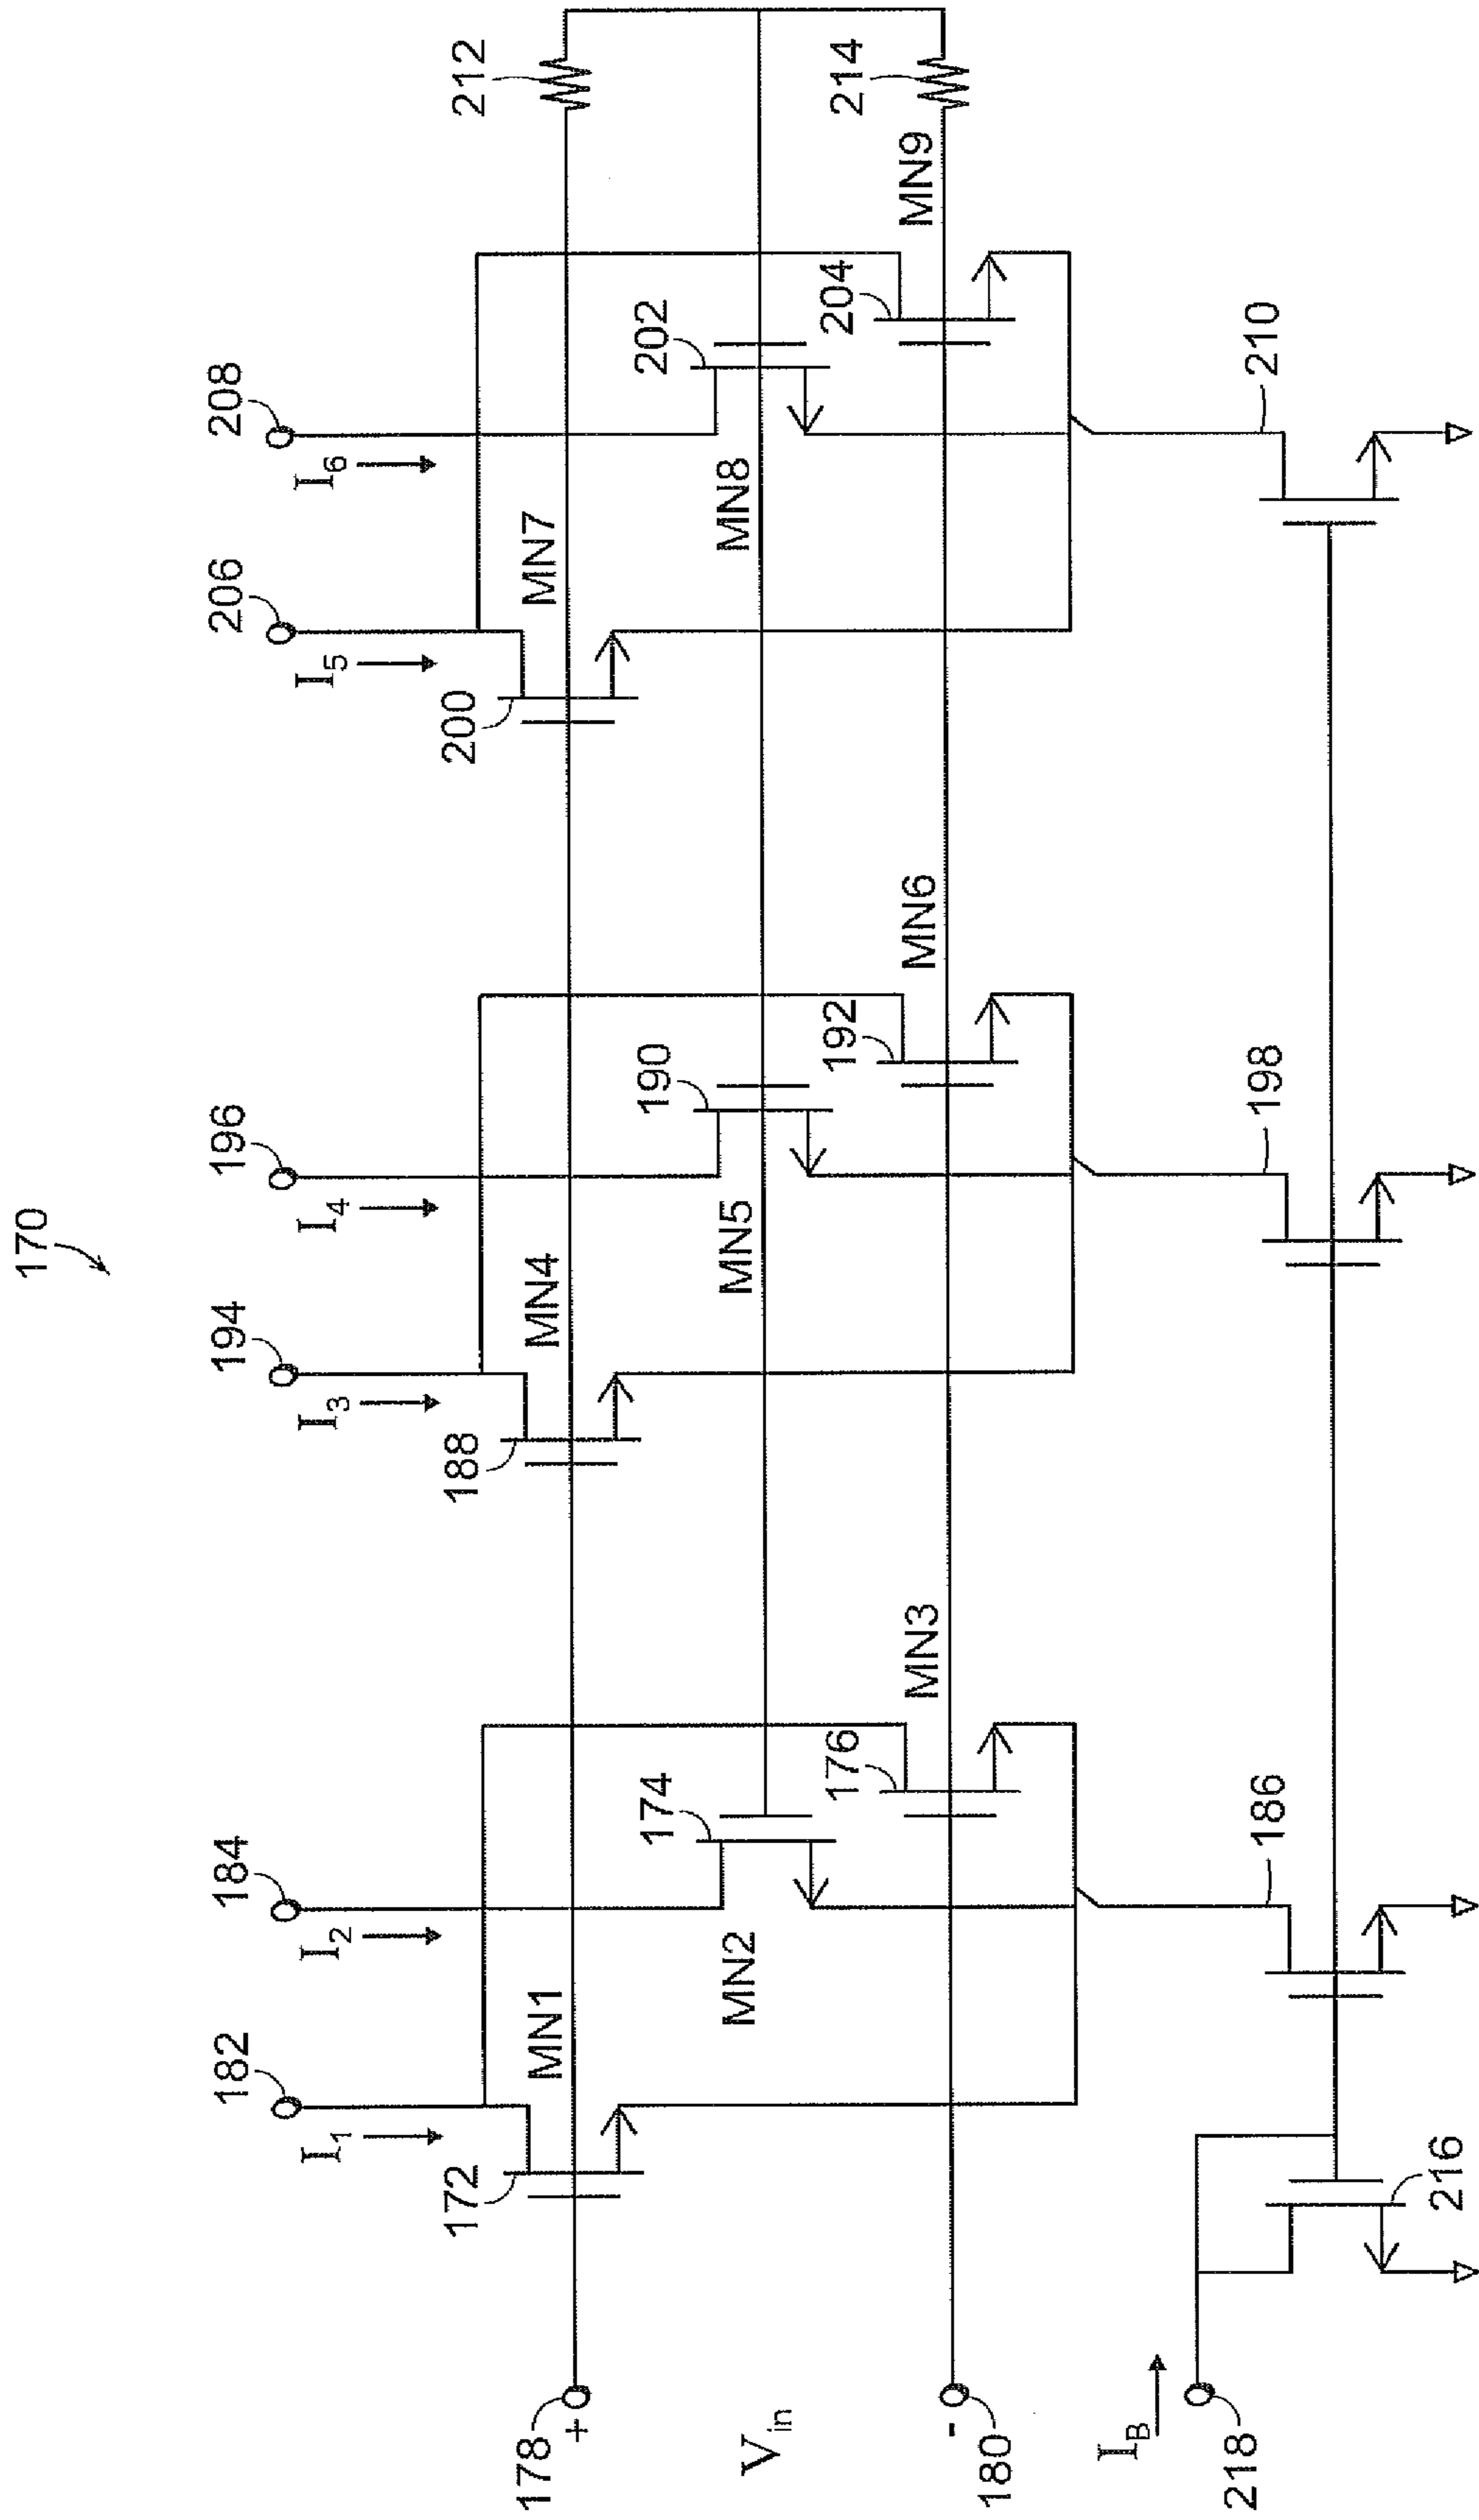 170
182 184 194 196 206 208
I₁ I₂ I₃ I₄ I₅ I₆
172 188 200 212
178 MN1 MN4 MN7
+
174 190 202
V_in MN2 MN5 MN8
176 192 204 214
MN3 MN6 MN9
-
180
I_B
218 186 198 210
216